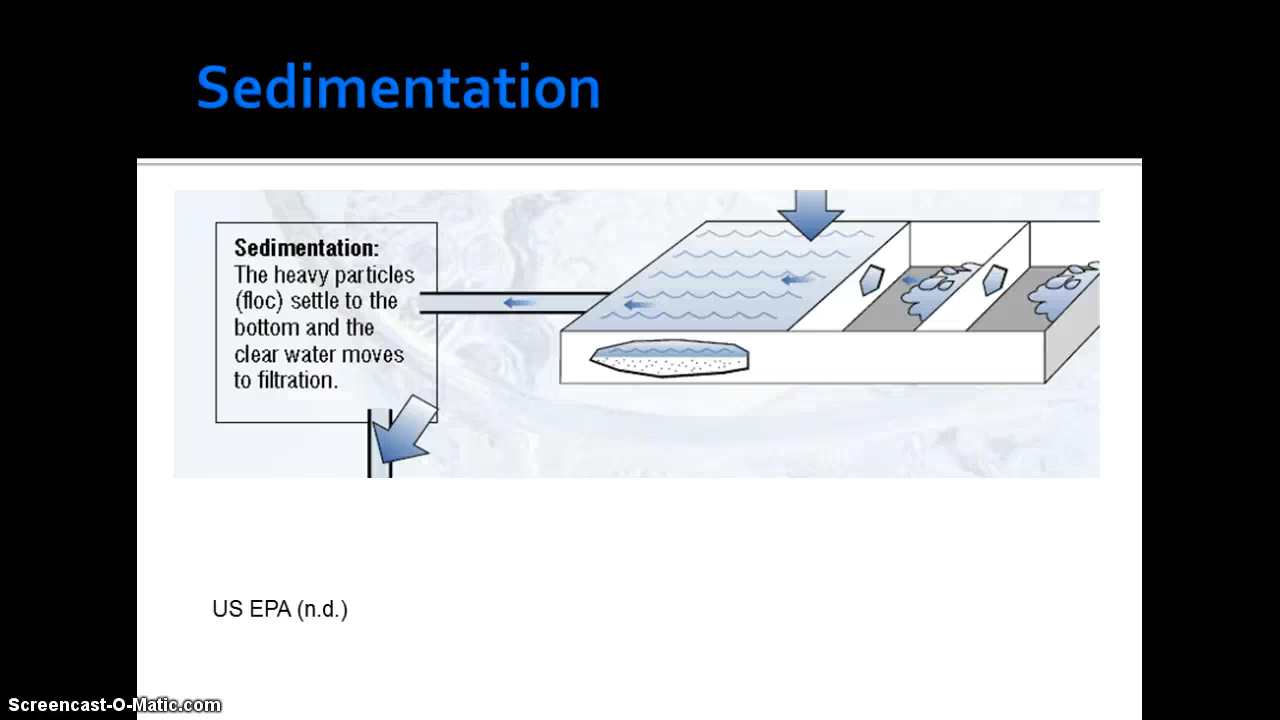 Sedimentation
Sedimentation:
The heavy particles
(floc) settle to the
bottom and the
clear water moves
to filtration.
US EPA (n.d.)
Screencast-O-Matic.com